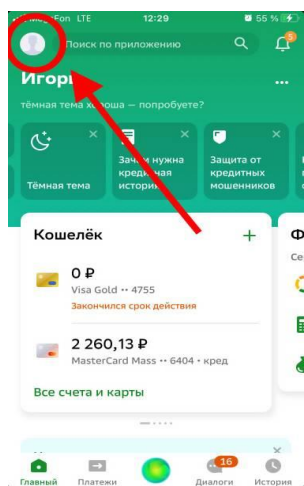 MegaFon LTE 12:29 55 %
Поиск по приложению
5
Игорь
тёмная тема хороша — попробуете?
Тёмная тема
Зачем нужна
кредитная
история
Защита от
кредитных
мошенников
Кошелёк
0 ₽
Visa Gold •• 4755
Закончился срок действия
2 260,13 ₽
MasterCard Mass •• 6404 • кред
Все счета и карты
16
Главный Платежи Диалоги История